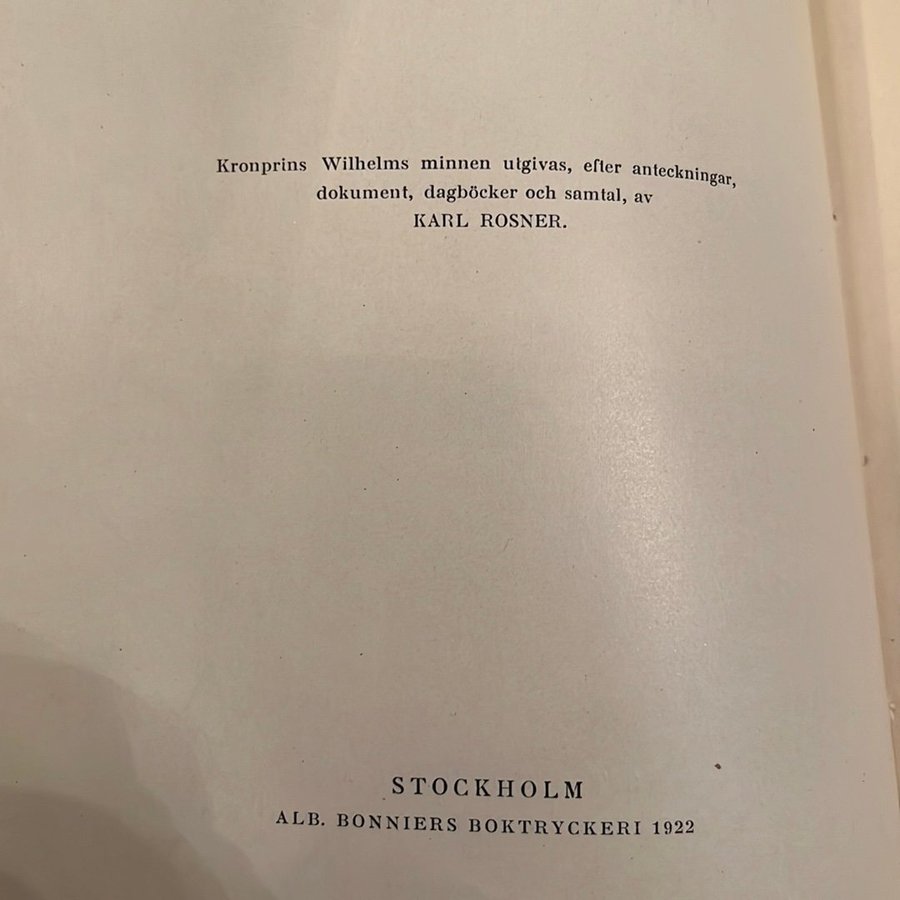 Kronprins Wilhelms minnen utgivas, efter anteckningar,
dokument, dagböcker och samtal, av
KARL ROSNER.
STOCKHOLM
ALB. BONNIERS BOKTRYCKERI 1922